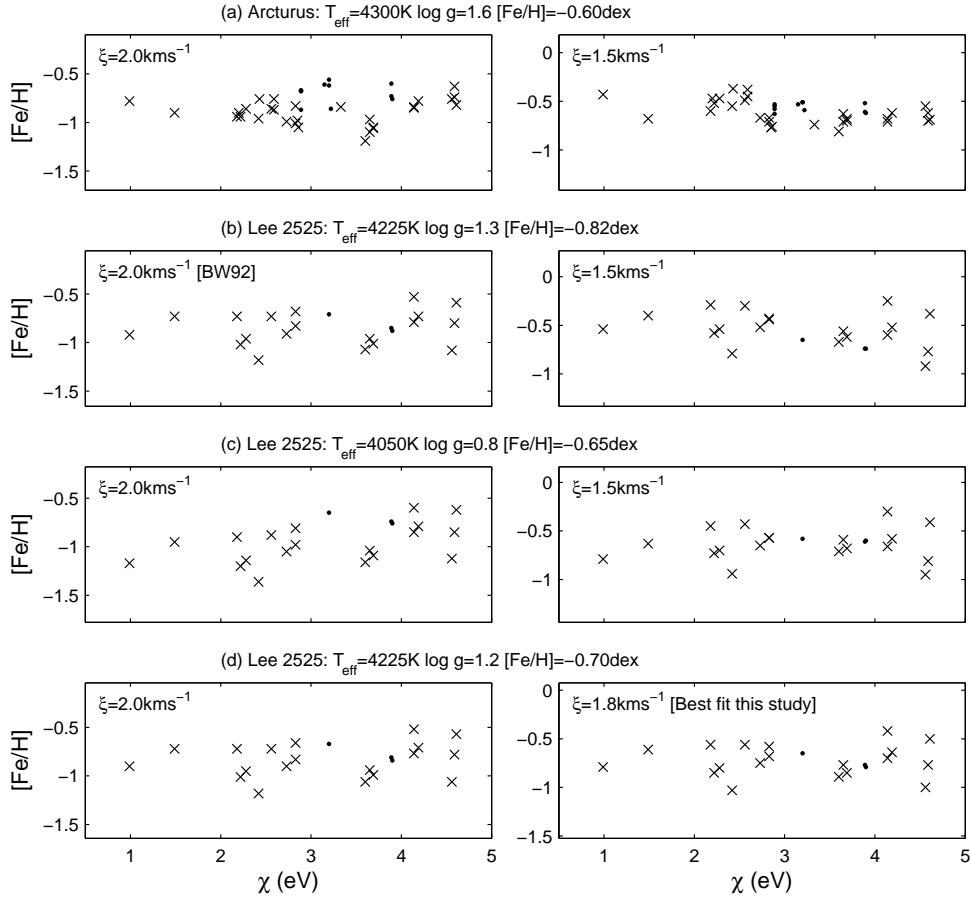 (a) Arcturus: T_eff=4300K log g=1.6 [Fe/H]=−0.60dex
ξ=2.0kms⁻¹
ξ=1.5kms⁻¹
[Fe/H]
−0.5
−1
−1.5
0
−0.5
−1
(b) Lee 2525: T_eff=4225K log g=1.3 [Fe/H]=−0.82dex
ξ=2.0kms⁻¹ [BW92]
ξ=1.5kms⁻¹
[Fe/H]
−0.5
−1
−1.5
0
−0.5
−1
(c) Lee 2525: T_eff=4050K log g=0.8 [Fe/H]=−0.65dex
ξ=2.0kms⁻¹
ξ=1.5kms⁻¹
[Fe/H]
−0.5
−1
−1.5
0
−0.5
−1
(d) Lee 2525: T_eff=4225K log g=1.2 [Fe/H]=−0.70dex
ξ=2.0kms⁻¹
ξ=1.8kms⁻¹ [Best fit this study]
[Fe/H]
−0.5
−1
−1.5
0
−0.5
−1
−1.5
1 2 3 4 5
1 2 3 4 5
χ (eV)
χ (eV)